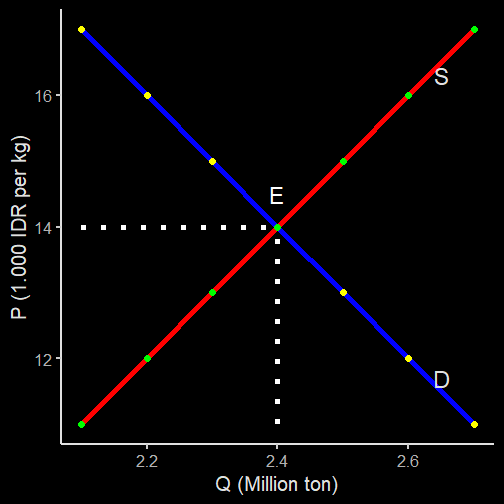 S
16
E
14
P (1.000 IDR per kg)
12
D
2.2
2.4
2.6
Q (Million ton)